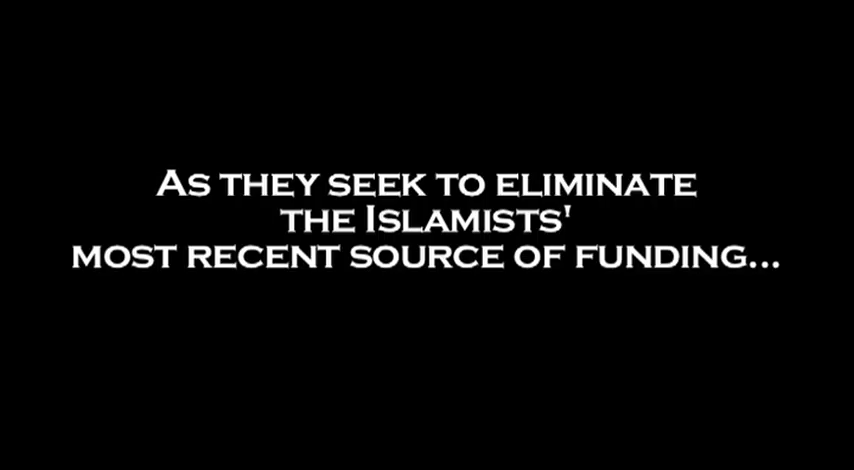 As they seek to eliminate
the Islamists'
most recent source of funding...